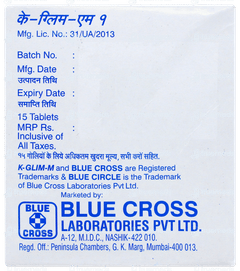 के-ग्लिम-एम १
Mfg. Lic. No.: 31/UA/2013
Batch No. :
Mfg. Date :
उत्पादन तिथि
Expiry Date :
समाप्ति तिथि
15 Tablets
MRP Rs. :
Inclusive of
All Taxes.
१५ गोलियों के लिये अधिकतम खुदरा मूल्य, सभी करों सहित.
K-GLIM-M and BLUE CROSS are Registered
Trademarks & BLUE CIRCLE is the Trademark
of Blue Cross Laboratories Pvt Ltd.
Marketed by:
BLUE CROSS
BLUE CROSS
LABORATORIES PVT LTD.
A-12, M.I.D.C., NASHIK-422 010.
Regd. Off.: Peninsula Chambers, G. K. Marg, Mumbai-400 013.